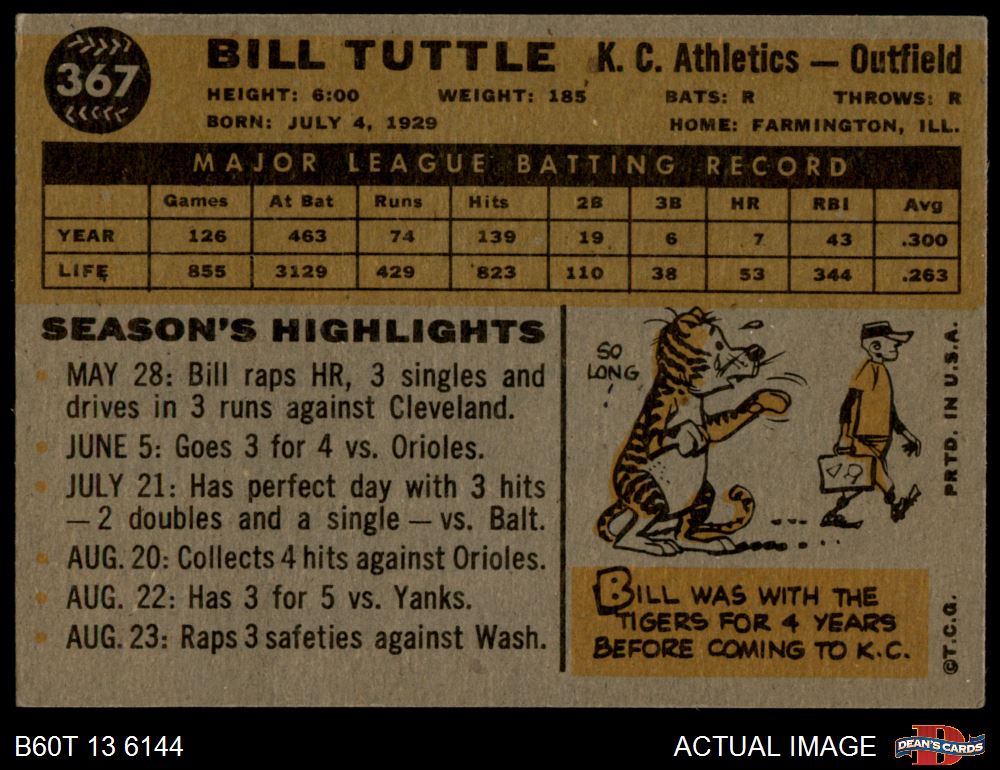 367
BILL TUTTLE K. C. Athletics — Outfield
HEIGHT: 6:00 WEIGHT: 185 BATS: R THROWS: R
BORN: JULY 4, 1929 HOME: FARMINGTON, ILL.
MAJOR LEAGUE BATTING RECORD
Games At Bat Runs Hits 2B 3B HR RBI Avg
YEAR 126 463 74 139 19 6 7 43 .300
LIFE 855 3129 429 823 110 38 53 344 .263
SEASON'S HIGHLIGHTS
MAY 28: Bill raps HR, 3 singles and
drives in 3 runs against Cleveland.
JUNE 5: Goes 3 for 4 vs. Orioles.
JULY 21: Has perfect day with 3 hits
— 2 doubles and a single — vs. Balt.
AUG. 20: Collects 4 hits against Orioles.
AUG. 22: Has 3 for 5 vs. Yanks.
AUG. 23: Raps 3 safeties against Wash.
SO
LONG
BILL WAS WITH THE
TIGERS FOR 4 YEARS
BEFORE COMING TO K.C.
©T.C.G. PRTD. IN U.S.A.
B60T 13 6144 ACTUAL IMAGE DEAN'S CARDS